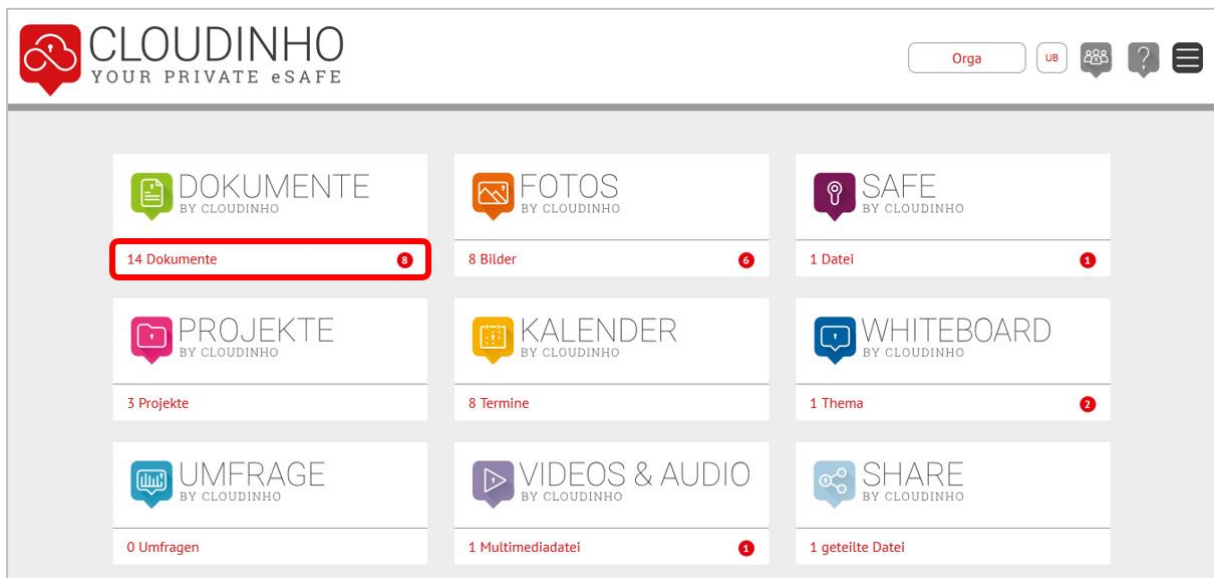 CLOUDINHO
YOUR PRIVATE eSAFE
Orga
UB
?
DOKUMENTE
BY CLOUDINHO
14 Dokumente 8
FOTOS
BY CLOUDINHO
8 Bilder 6
SAFE
BY CLOUDINHO
1 Datei 1
PROJEKTE
BY CLOUDINHO
3 Projekte
KALENDER
BY CLOUDINHO
8 Termine
WHITEBOARD
BY CLOUDINHO
1 Thema 2
UMFRAGE
BY CLOUDINHO
0 Umfragen
VIDEOS & AUDIO
BY CLOUDINHO
1 Multimediadatei 1
SHARE
BY CLOUDINHO
1 geteilte Datei